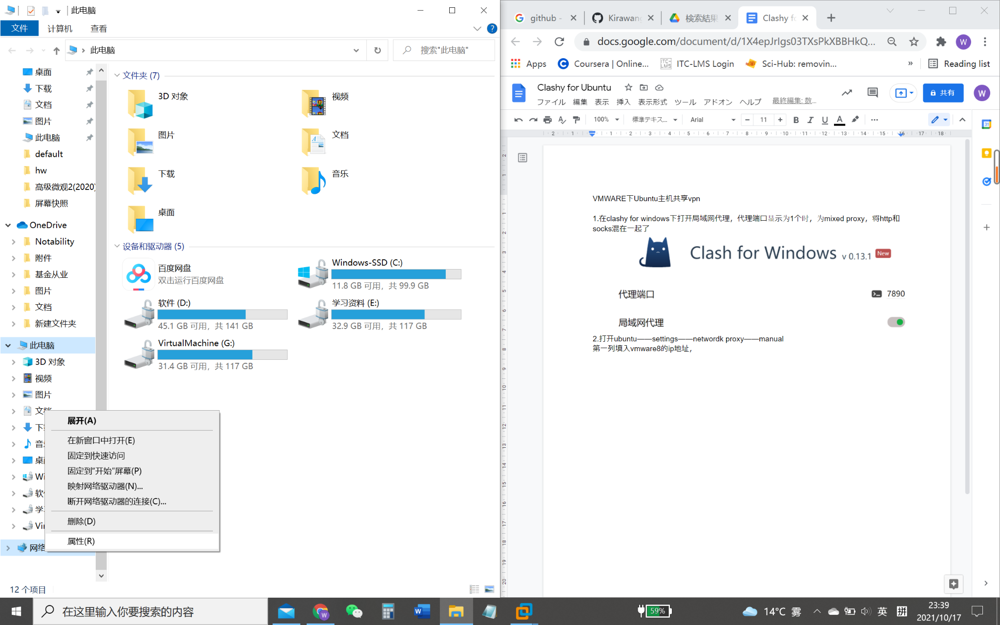 此电脑
文件 计算机 查看
此电脑
搜索"此电脑"
桌面
下载
文档
图片
此电脑
default
hw
高级微观2(2020)
屏幕快照
OneDrive
Notability
附件
基金从业
图片
文档
新建文件夹
此电脑
3D 对象
视频
图片
文件夹 (7)
3D 对象
视频
图片
文档
下载
音乐
桌面
设备和驱动器 (5)
百度网盘
双击运行百度网盘
Windows-SSD (C:)
11.8 GB 可用，共 99.9 GB
软件 (D:)
45.1 GB 可用，共 141 GB
学习资料 (E:)
32.9 GB 可用，共 117 GB
VirtualMachine (G:)
31.4 GB 可用，共 117 GB
展开(A)
在新窗口中打开(E)
固定到快速访问
固定到"开始"屏幕(P)
映射网络驱动器(N)...
断开网络驱动器的连接(C)...
删除(D)
属性(R)
网络
12 个项目
github - Kirawan 検索結果 Clashy fo
docs.google.com/document/d/1X4epJrIgs03TXsPkXBBHkQ...
W
Apps Coursera | Online... ITC-LMS Login Sci-Hub: removin... » Reading list
Clashy for Ubuntu
ファイル 編集 表示 挿入 表示形式 ツール アドオン ヘルプ 最終編集: 数...
共有
W
100% 標準テキス... Arial 11
VMWARE下Ubuntu主机共享vpn
1.在clashy for windows下打开局域网代理，代理端口显示为1个时，为mixed proxy，将http和
socks混在一起了
Clash for Windows v 0.13.1 New
代理端口 7890
局域网代理
2.打开ubuntu——settings——networdk proxy——manual
第一列填入vmware8的ip地址，
在这里输入你要搜索的内容
59%
14°C 雾
英 拼
23:39
2021/10/17